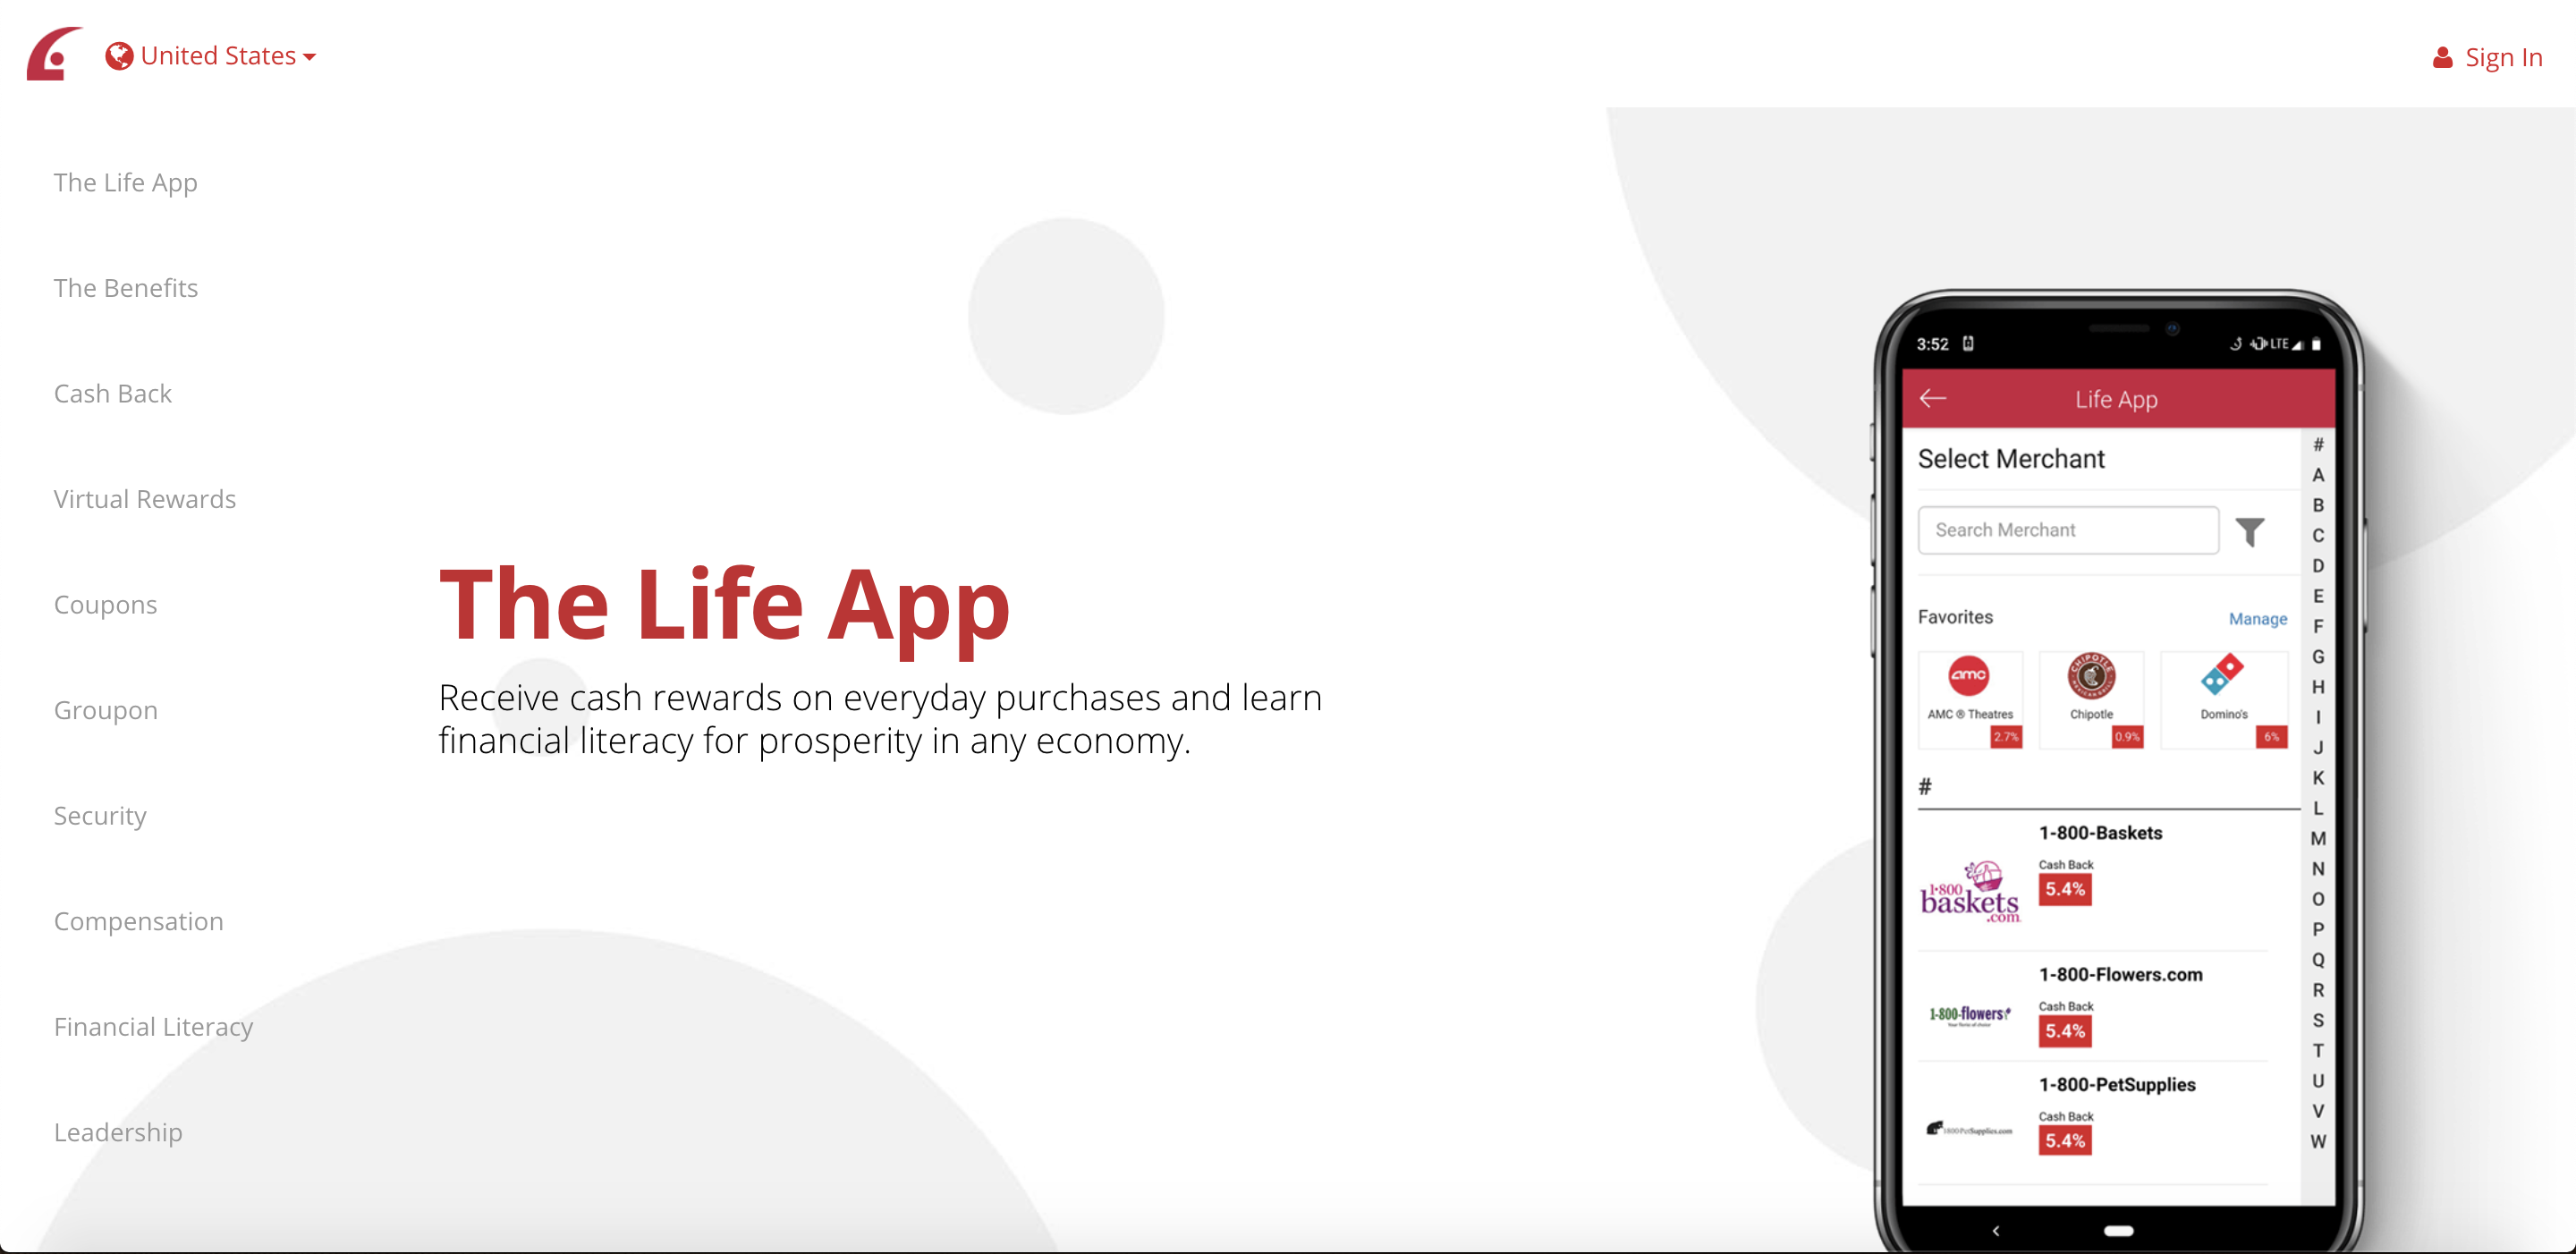 United States
Sign In
The Life App
The Benefits
Cash Back
Virtual Rewards
Coupons
Groupon
Security
Compensation
Financial Literacy
Leadership
The Life App
Receive cash rewards on everyday purchases and learn
financial literacy for prosperity in any economy.
3:52
LTE
Life App
Select Merchant
Search Merchant
Favorites
Manage
amc
CHIPOTLE
AMC ® Theatres
Chipotle
Domino's
2.7%
0.9%
6%
#
1-800-Baskets
Cash Back
5.4%
1·800
baskets
.com
1-800-Flowers.com
Cash Back
5.4%
1-800-flowers
1-800-PetSupplies
Cash Back
5.4%
1800PetSupplies.com
#
A
B
C
D
E
F
G
H
I
J
K
L
M
N
O
P
Q
R
S
T
U
V
W